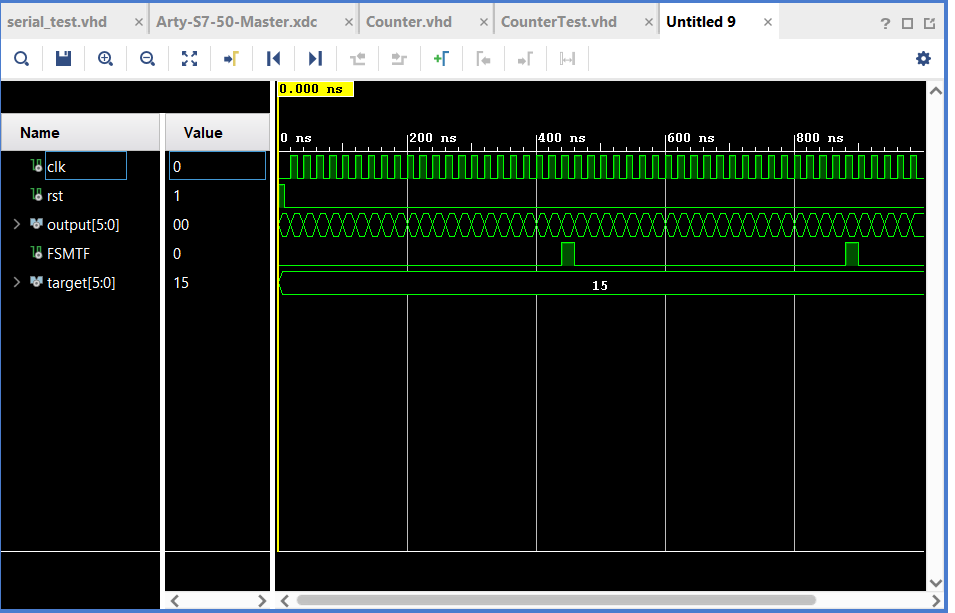 serial_test.vhd × Arty-S7-50-Master.xdc × Counter.vhd × CounterTest.vhd × Untitled 9 × ?
0.000 ns
Name Value
0 ns 200 ns 400 ns 600 ns 800 ns
clk 0
rst 1
output[5:0] 00
FSMTF 0
target[5:0] 15 15